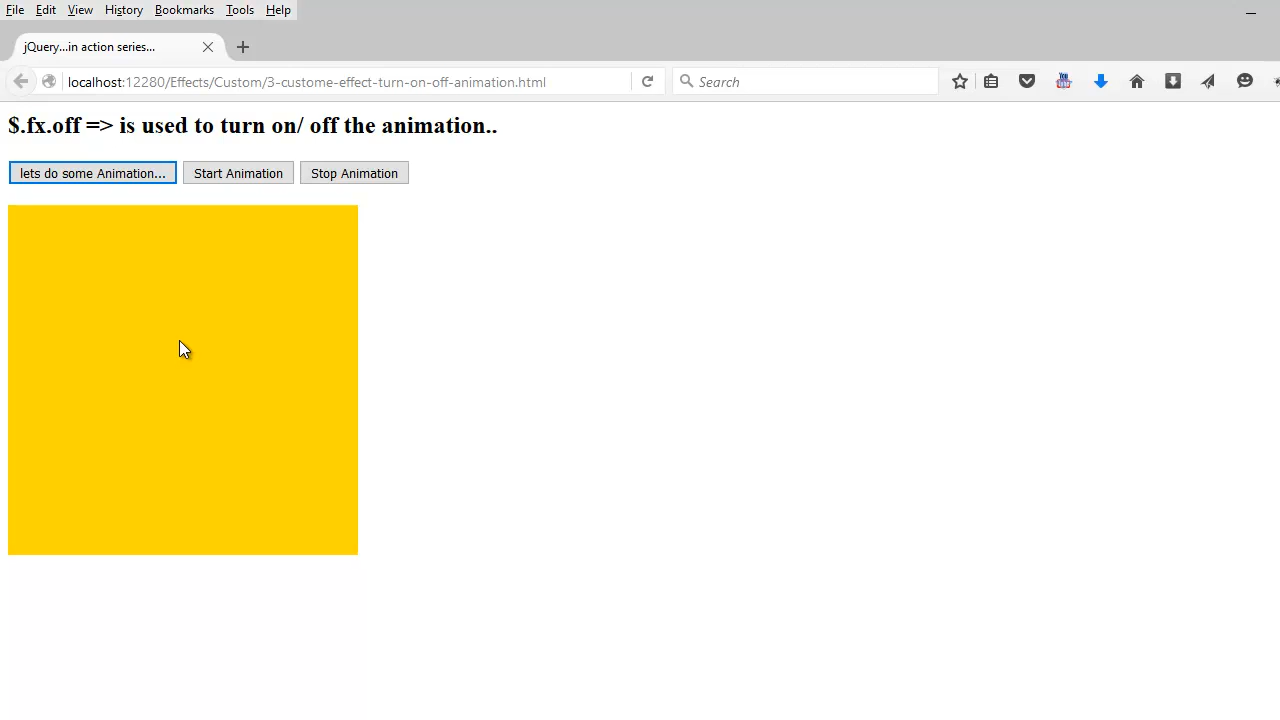 File Edit View History Bookmarks Tools Help
jQuery...in action series...
localhost:12280/Effects/Custom/3-custome-effect-turn-on-off-animation.html
Search
$.fx.off => is used to turn on/ off the animation..
lets do some Animation... Start Animation Stop Animation